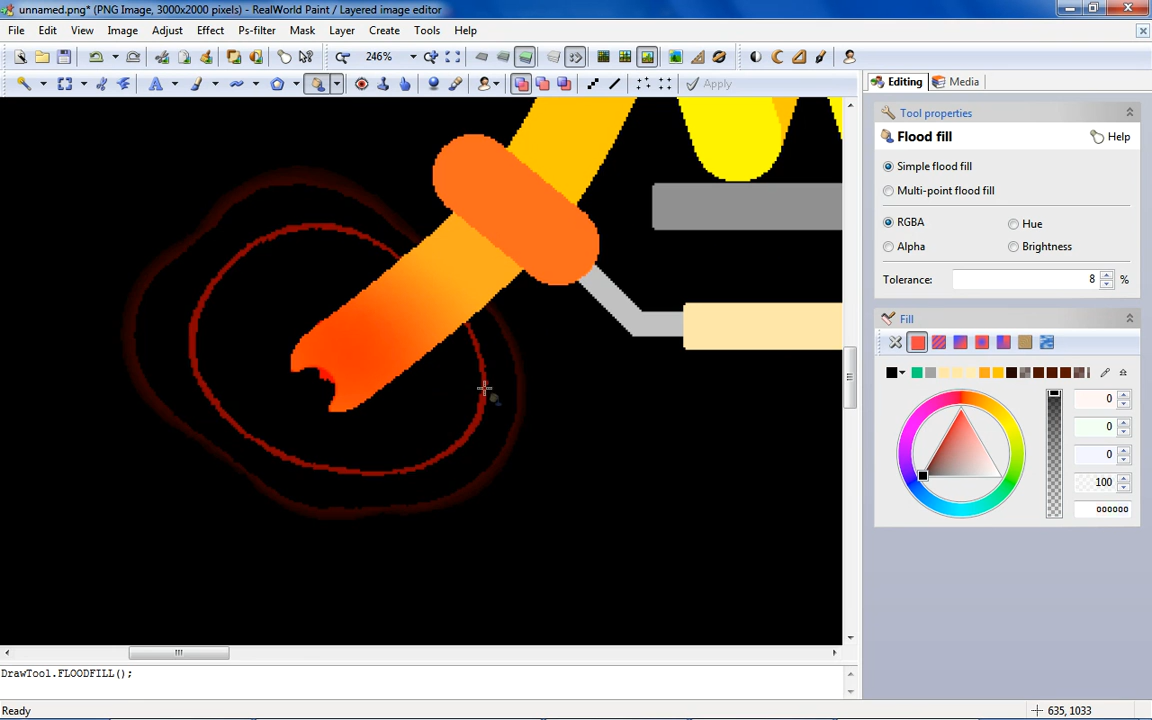 unnamed.png* (PNG Image, 3000x2000 pixels) - RealWorld Paint / Layered image editor
File Edit View Image Adjust Effect Ps-filter Mask Layer Create Tools Help
246%
Apply
Editing Media
Tool properties
Flood fill Help
Simple flood fill
Multi-point flood fill
RGBA Hue
Alpha Brightness
Tolerance: 8 %
Fill
0
0
0
100
000000
DrawTool.FLOODFILL();
Ready 635, 1033